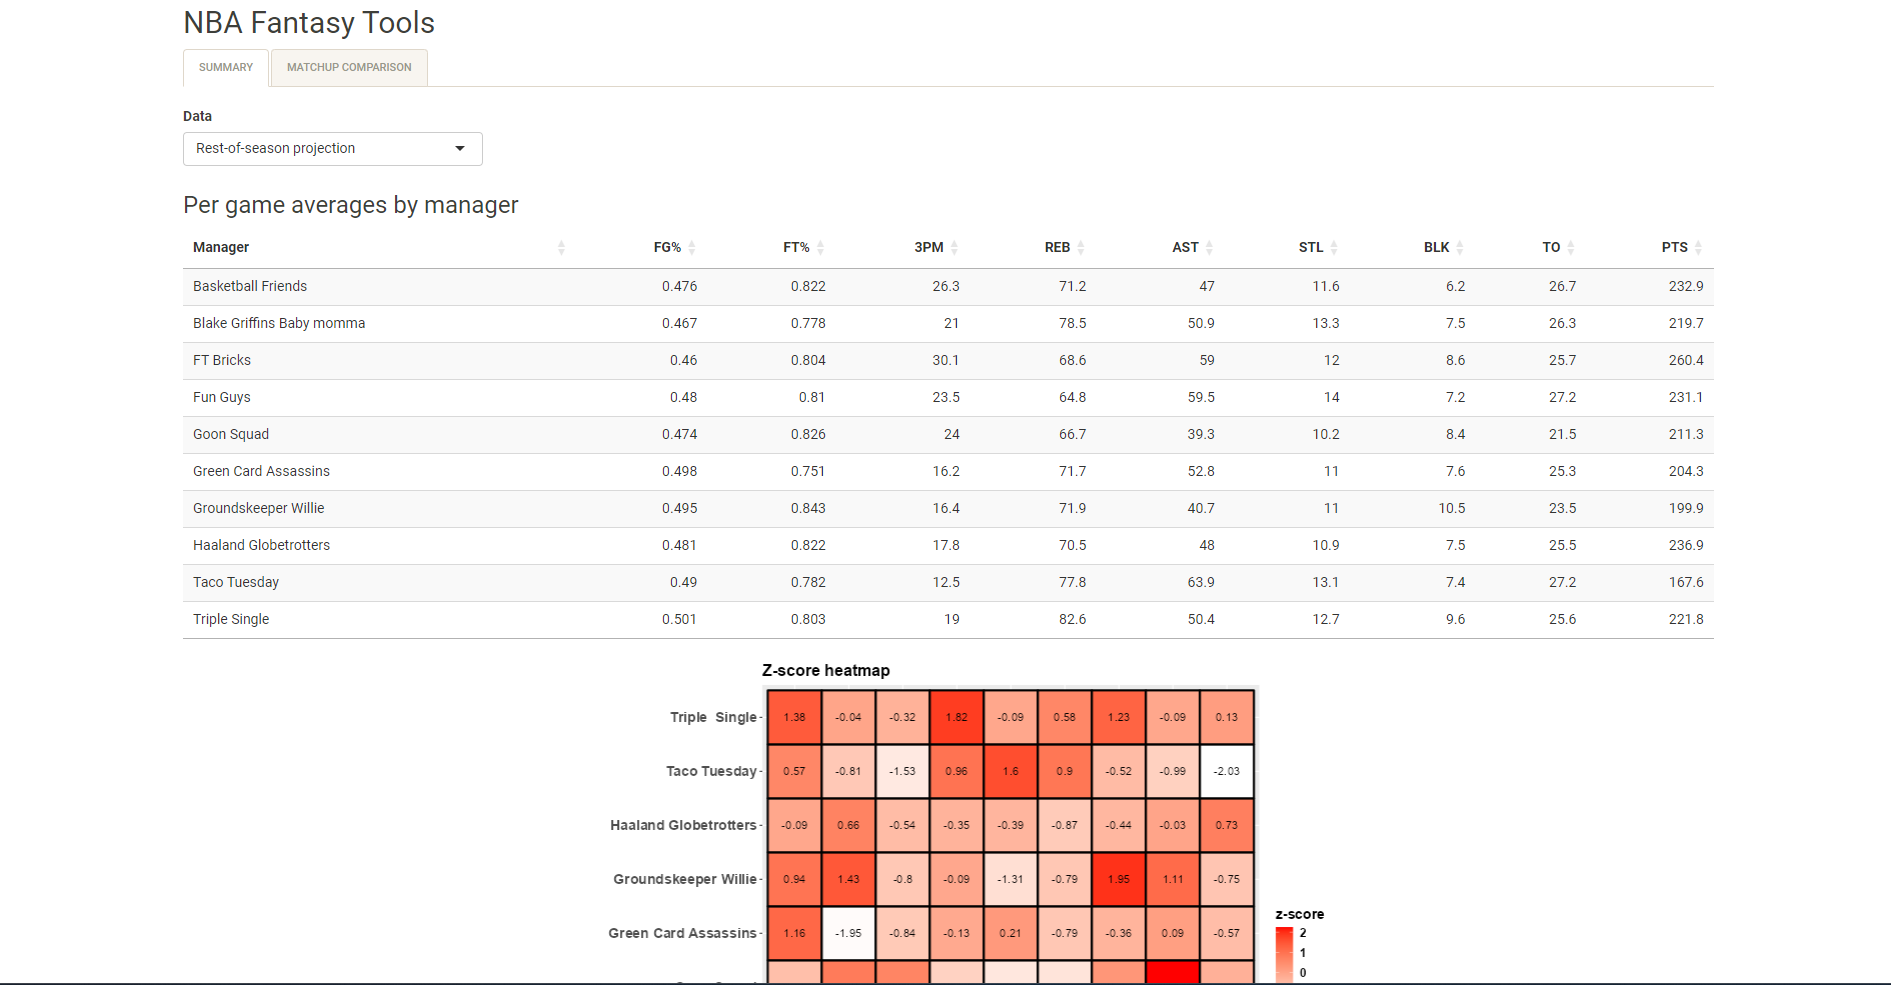 NBA Fantasy Tools
SUMMARY MATCHUP COMPARISON
Data
Rest-of-season projection
Per game averages by manager
Manager FG% FT% 3PM REB AST STL BLK TO PTS
Basketball Friends 0.476 0.822 26.3 71.2 47 11.6 6.2 26.7 232.9
Blake Griffins Baby momma 0.467 0.778 21 78.5 50.9 13.3 7.5 26.3 219.7
FT Bricks 0.46 0.804 30.1 68.6 59 12 8.6 25.7 260.4
Fun Guys 0.48 0.81 23.5 64.8 59.5 14 7.2 27.2 231.1
Goon Squad 0.474 0.826 24 66.7 39.3 10.2 8.4 21.5 211.3
Green Card Assassins 0.498 0.751 16.2 71.7 52.8 11 7.6 25.3 204.3
Groundskeeper Willie 0.495 0.843 16.4 71.9 40.7 11 10.5 23.5 199.9
Haaland Globetrotters 0.481 0.822 17.8 70.5 48 10.9 7.5 25.5 236.9
Taco Tuesday 0.49 0.782 12.5 77.8 63.9 13.1 7.4 27.2 167.6
Triple Single 0.501 0.803 19 82.6 50.4 12.7 9.6 25.6 221.8
Z-score heatmap
Triple Single 1.38 -0.04 -0.32 1.82 -0.09 0.58 1.23 -0.09 0.13
Taco Tuesday 0.57 -0.81 -1.53 0.96 1.6 0.9 -0.52 -0.99 -2.03
Haaland Globetrotters -0.09 0.66 -0.54 -0.35 -0.39 -0.87 -0.44 -0.03 0.73
Groundskeeper Willie 0.94 1.43 -0.8 -0.09 -1.31 -0.79 1.95 1.11 -0.75
Green Card Assassins 1.16 -1.95 -0.84 -0.13 0.21 -0.79 -0.36 0.09 -0.57
z-score
2
1
0